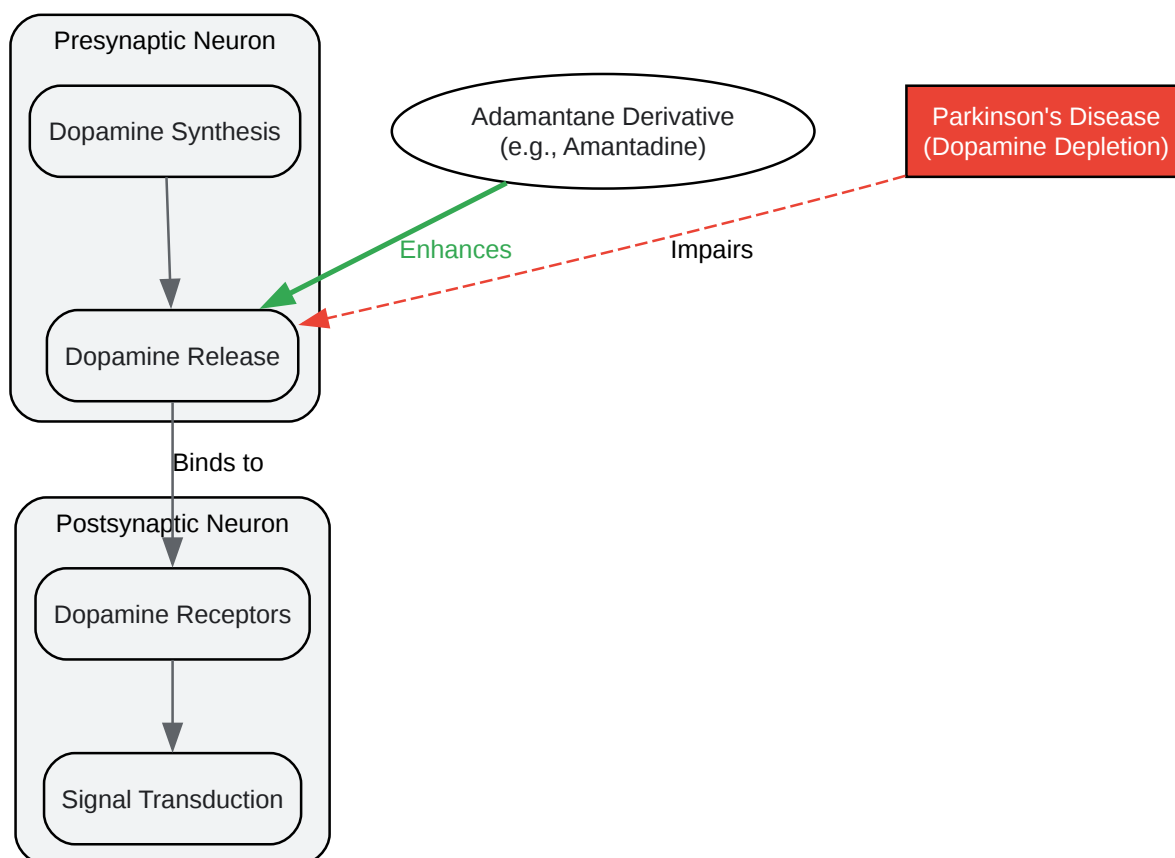 Presynaptic Neuron
Dopamine Synthesis
Adamantane Derivative
(e.g., Amantadine)
Parkinson's Disease
(Dopamine Depletion)
Enhances
Impairs
Dopamine Release
Binds to
Postsynaptic Neuron
Dopamine Receptors
Signal Transduction